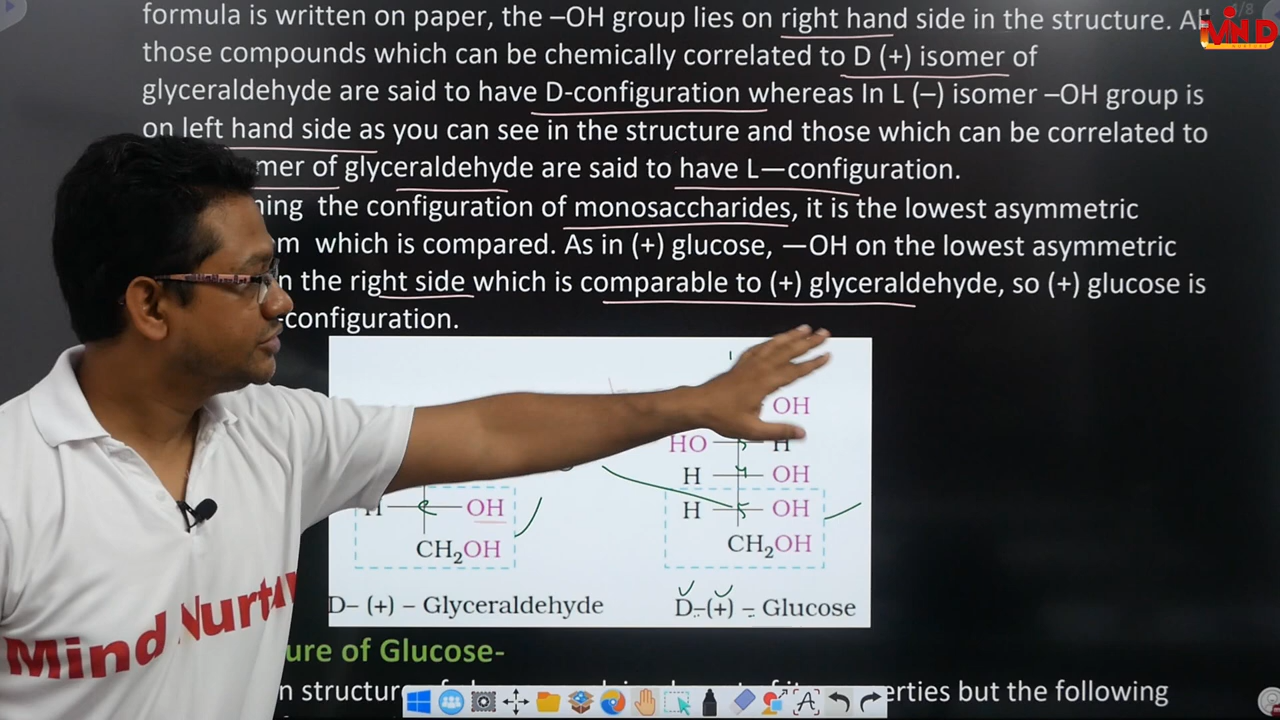 formula is written on paper, the –OH group lies on right hand side in the structure. All
those compounds which can be chemically correlated to D (+) isomer of
glyceraldehyde are said to have D-configuration whereas In L (–) isomer –OH group is
on left hand side as you can see in the structure and those which can be correlated to
mer of glyceraldehyde are said to have L—configuration.
ning the configuration of monosaccharides, it is the lowest asymmetric
m which is compared. As in (+) glucose, —OH on the lowest asymmetric
n the right side which is comparable to (+) glyceraldehyde, so (+) glucose is
-configuration.
OH
HO H
H OH
H OH H OH
CH₂OH CH₂OH
D– (+) – Glyceraldehyde D–(+) – Glucose
ure of Glucose-
n structure
erties but the following
Mind Nurtu
MIND